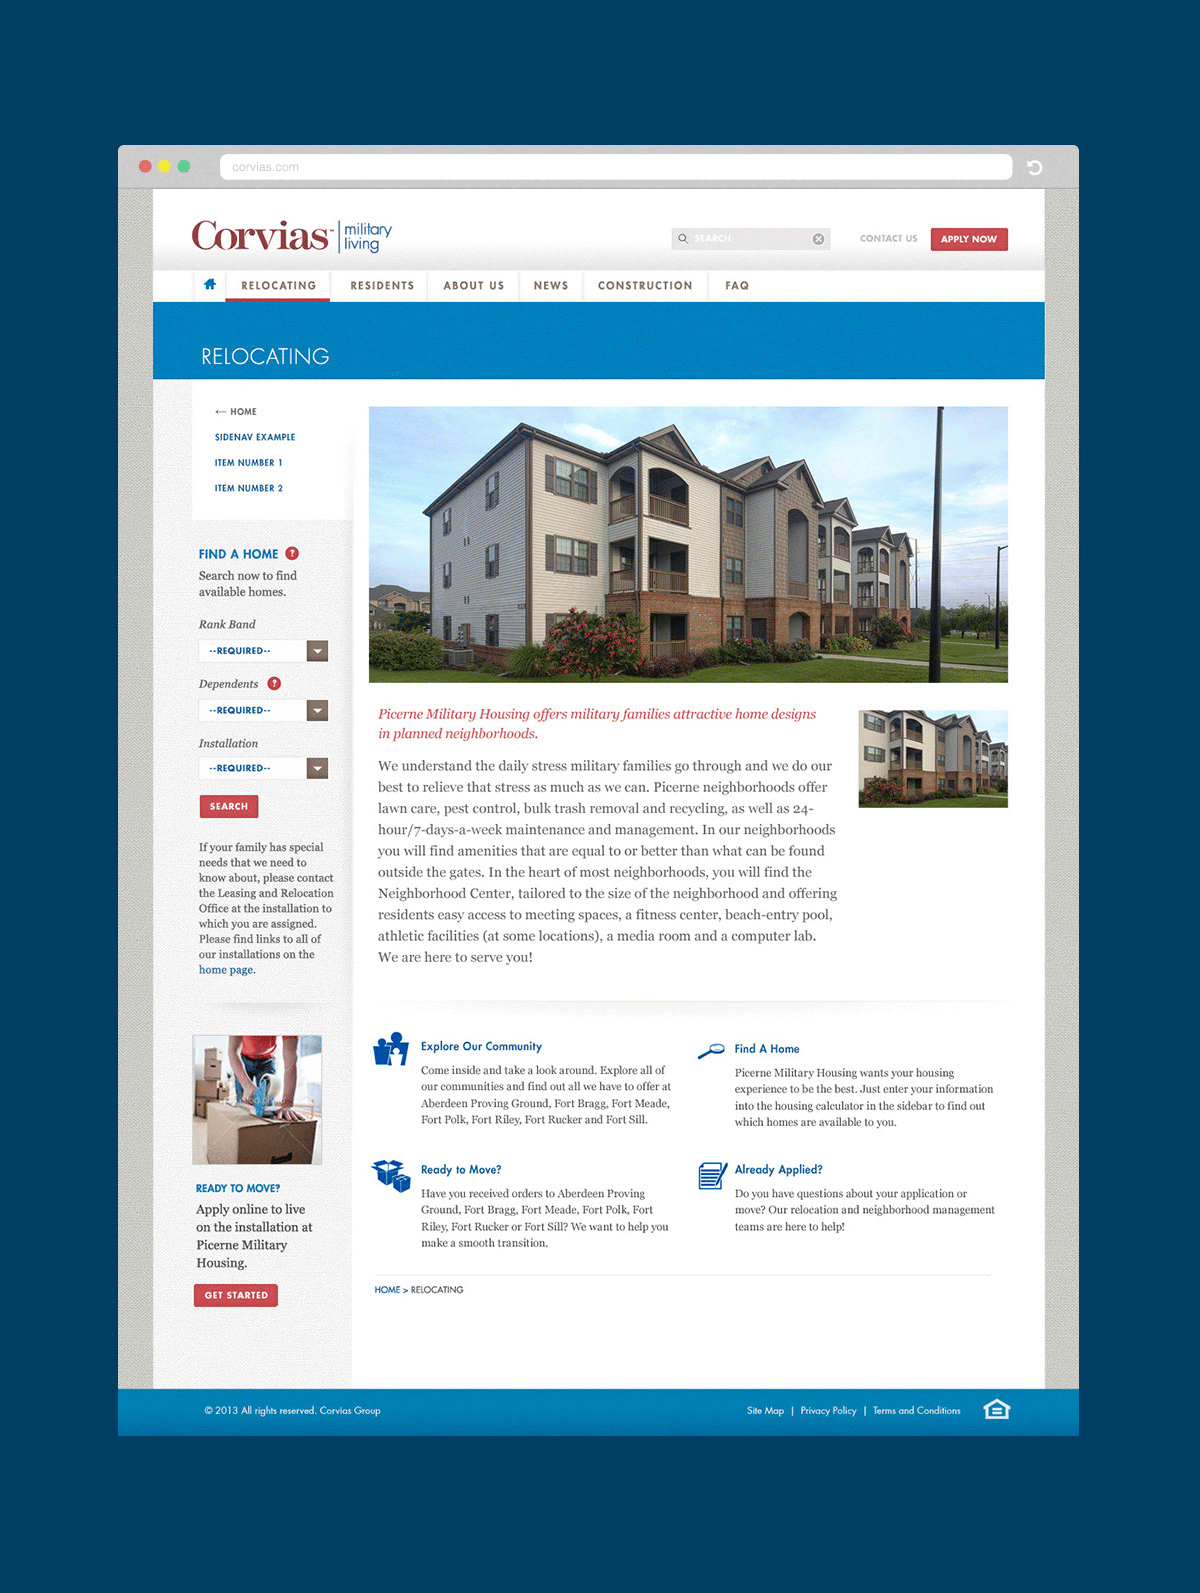 corvias.com
Corvias™ military living
SEARCH
CONTACT US
APPLY NOW
RELOCATING RESIDENTS ABOUT US NEWS CONSTRUCTION FAQ
RELOCATING
← HOME
SIDENAV EXAMPLE
ITEM NUMBER 1
ITEM NUMBER 2
FIND A HOME ?
Search now to find
available homes.
Rank Band
--REQUIRED--
Dependents ?
--REQUIRED--
Installation
--REQUIRED--
SEARCH
If your family has special
needs that we need to
know about, please contact
the Leasing and Relocation
Office at the installation to
which you are assigned.
Please find links to all of
our installations on the
home page.
READY TO MOVE?
Apply online to live
on the installation at
Picerne Military
Housing.
GET STARTED
Picerne Military Housing offers military families attractive home designs
in planned neighborhoods.
We understand the daily stress military families go through and we do our
best to relieve that stress as much as we can. Picerne neighborhoods offer
lawn care, pest control, bulk trash removal and recycling, as well as 24-
hour/7-days-a-week maintenance and management. In our neighborhoods
you will find amenities that are equal to or better than what can be found
outside the gates. In the heart of most neighborhoods, you will find the
Neighborhood Center, tailored to the size of the neighborhood and offering
residents easy access to meeting spaces, a fitness center, beach-entry pool,
athletic facilities (at some locations), a media room and a computer lab.
We are here to serve you!
Explore Our Community
Come inside and take a look around. Explore all of
our communities and find out all we have to offer at
Aberdeen Proving Ground, Fort Bragg, Fort Meade,
Fort Polk, Fort Riley, Fort Rucker and Fort Sill.
Find A Home
Picerne Military Housing wants your housing
experience to be the best. Just enter your information
into the housing calculator in the sidebar to find out
which homes are available to you.
Ready to Move?
Have you received orders to Aberdeen Proving
Ground, Fort Bragg, Fort Meade, Fort Polk, Fort
Riley, Fort Rucker or Fort Sill? We want to help you
make a smooth transition.
Already Applied?
Do you have questions about your application or
move? Our relocation and neighborhood management
teams are here to help!
HOME > RELOCATING
© 2013 All rights reserved. Corvias Group
Site Map | Privacy Policy | Terms and Conditions